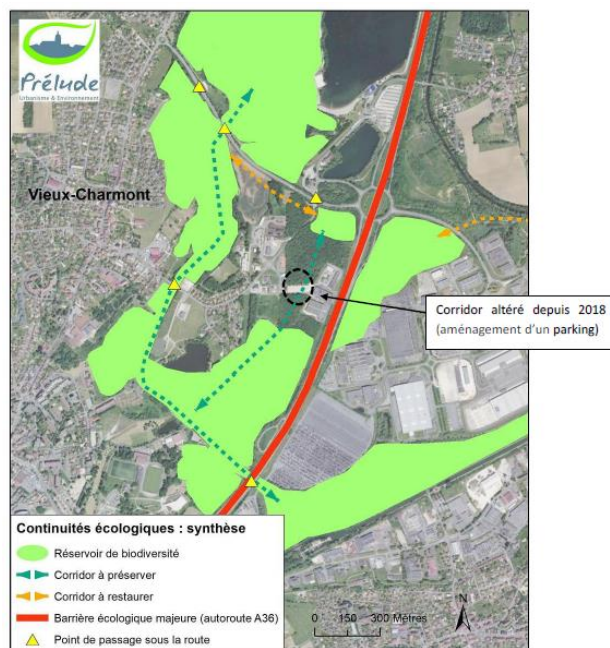 Prélude
Urbanisme & Environnement
Vieux-Charmont
Corridor altéré depuis 2018
(aménagement d'un parking)
Continuités écologiques : synthèse
Réservoir de biodiversité
Corridor à préserver
Corridor à restaurer
Barrière écologique majeure (autoroute A36)
Point de passage sous la route
0 150 300 Mètres
N